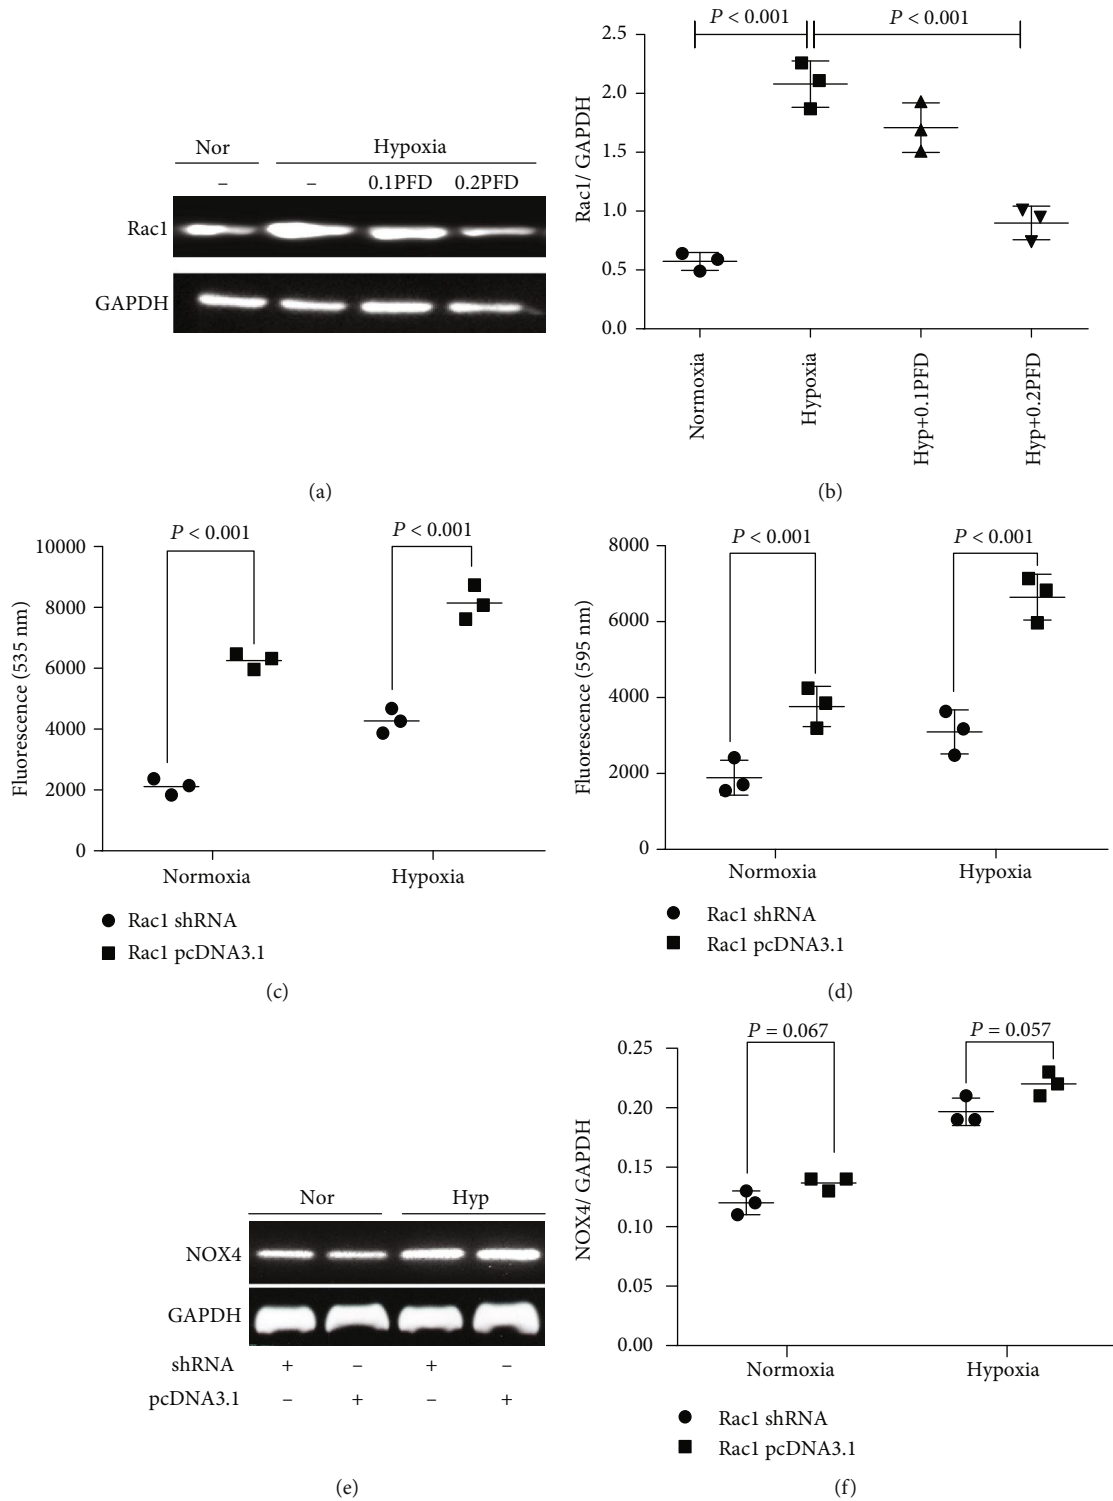 Nor Hypoxia
– – 0.1PFD 0.2PFD
Rac1
GAPDH
(a)
P < 0.001 P < 0.001
Rac1/ GAPDH
2.5
2.0
1.5
1.0
0.5
0.0
Normoxia
Hypoxia
Hyp+0.1PFD
Hyp+0.2PFD
(b)
P < 0.001 P < 0.001
Fluorescence (535 nm)
10000
8000
6000
4000
2000
0
Normoxia Hypoxia
Rac1 shRNA
Rac1 pcDNA3.1
(c)
P < 0.001 P < 0.001
Fluorescence (595 nm)
8000
6000
4000
2000
0
Normoxia Hypoxia
Rac1 shRNA
Rac1 pcDNA3.1
(d)
Nor Hyp
NOX4
GAPDH
shRNA + – + –
pcDNA3.1 – + – +
(e)
P = 0.067 P = 0.057
NOX4/ GAPDH
0.25
0.20
0.15
0.10
0.05
0.00
Normoxia Hypoxia
Rac1 shRNA
Rac1 pcDNA3.1
(f)